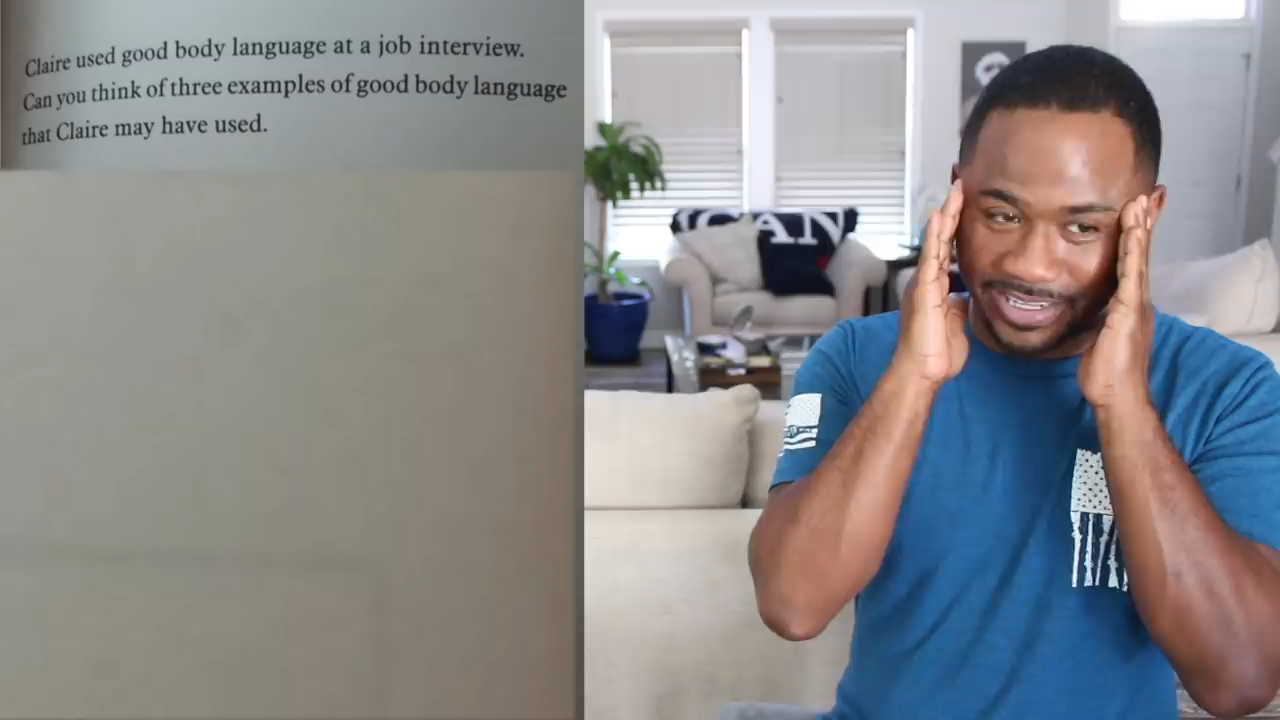 Claire used good body language at a job interview.
Can you think of three examples of good body language
that Claire may have used.
CAN